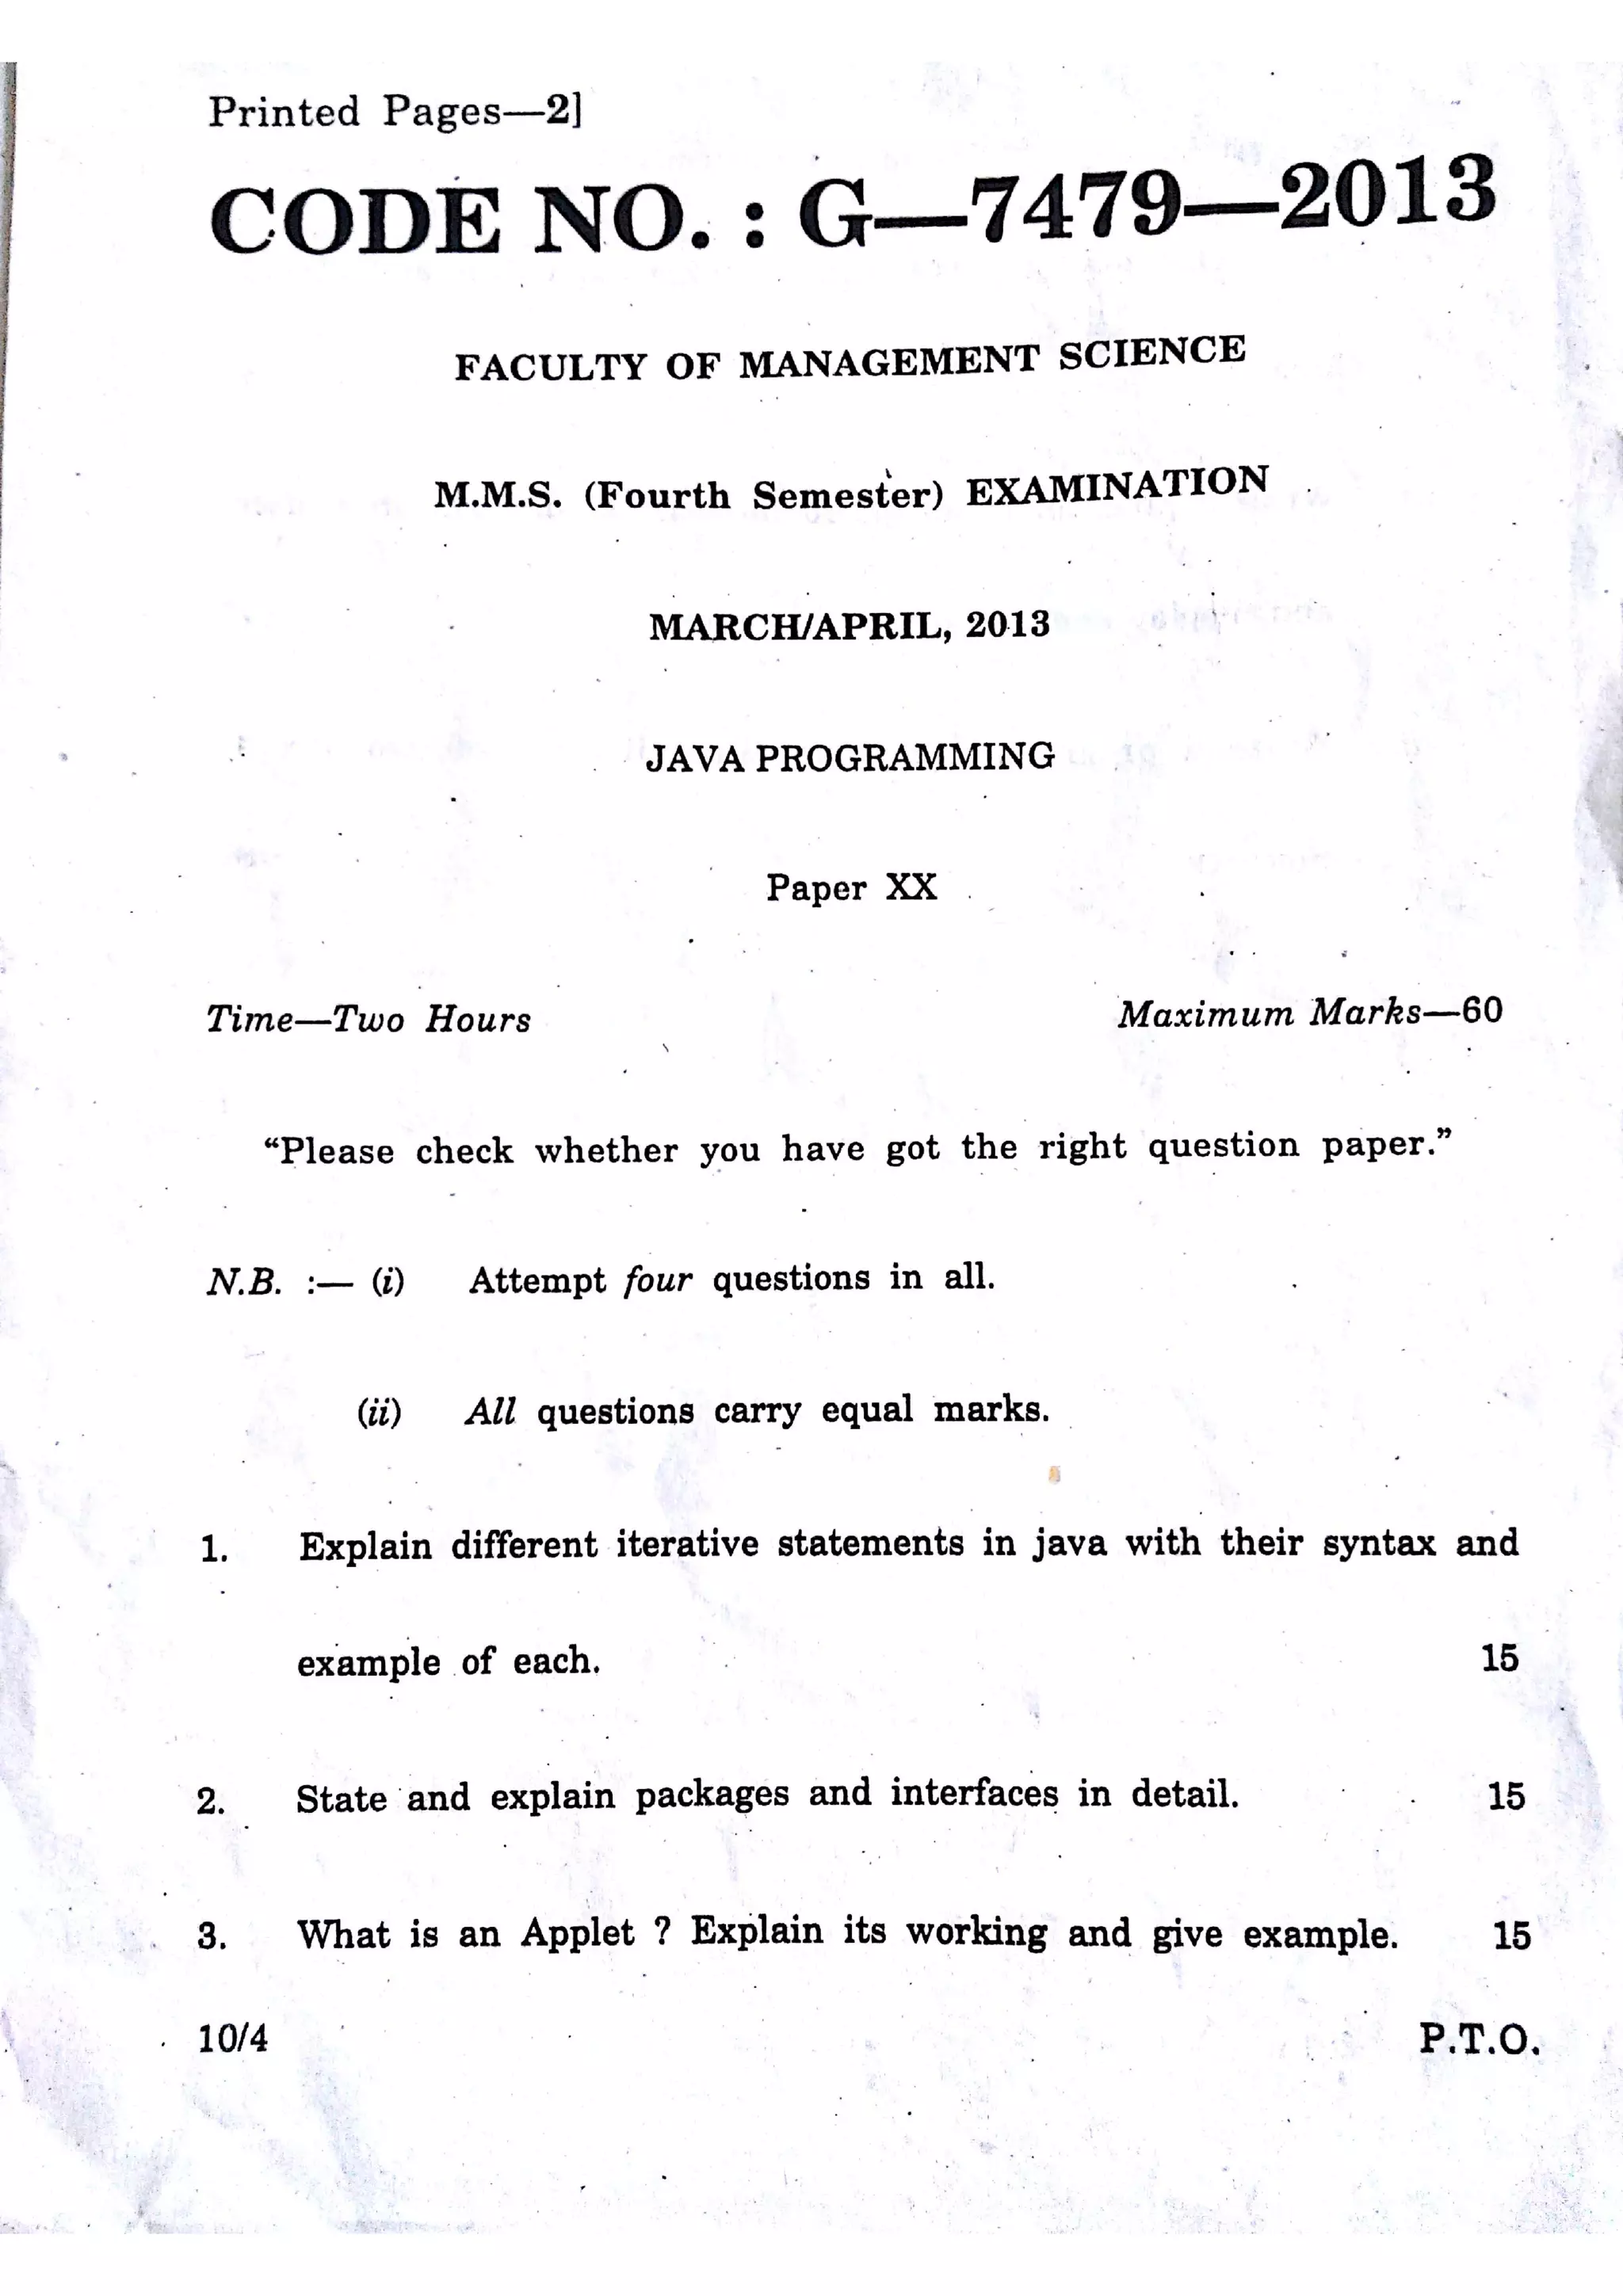 Printed Pages—2]
CODE NO. : G—7479—2013
FACULTY OF MANAGEMENT SCIENCE
M.M.S. (Fourth Semester) EXAMINATION
MARCH/APRIL, 2013
JAVA PROGRAMMING
Paper XX
Time—Two Hours Maximum Marks—60
“Please check whether you have got the right question paper.”
N.B. :— (i) Attempt four questions in all.
(ii) All questions carry equal marks.
1. Explain different iterative statements in java with their syntax and
example of each. 15
2. State and explain packages and interfaces in detail. 15
3. What is an Applet ? Explain its working and give example. 15
10/4 P.T.O.